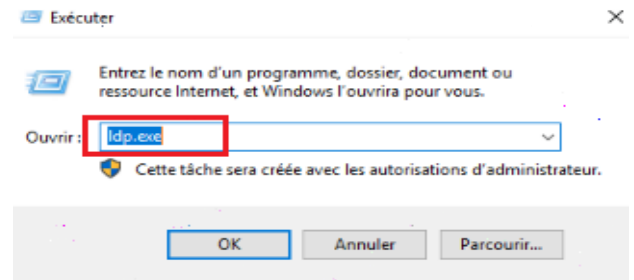 Exécuter
Entrez le nom d'un programme, dossier, document ou
ressource Internet, et Windows l'ouvrira pour vous.
Ouvrir : ldp.exe
Cette tâche sera créée avec les autorisations d'administrateur.
OK Annuler Parcourir...